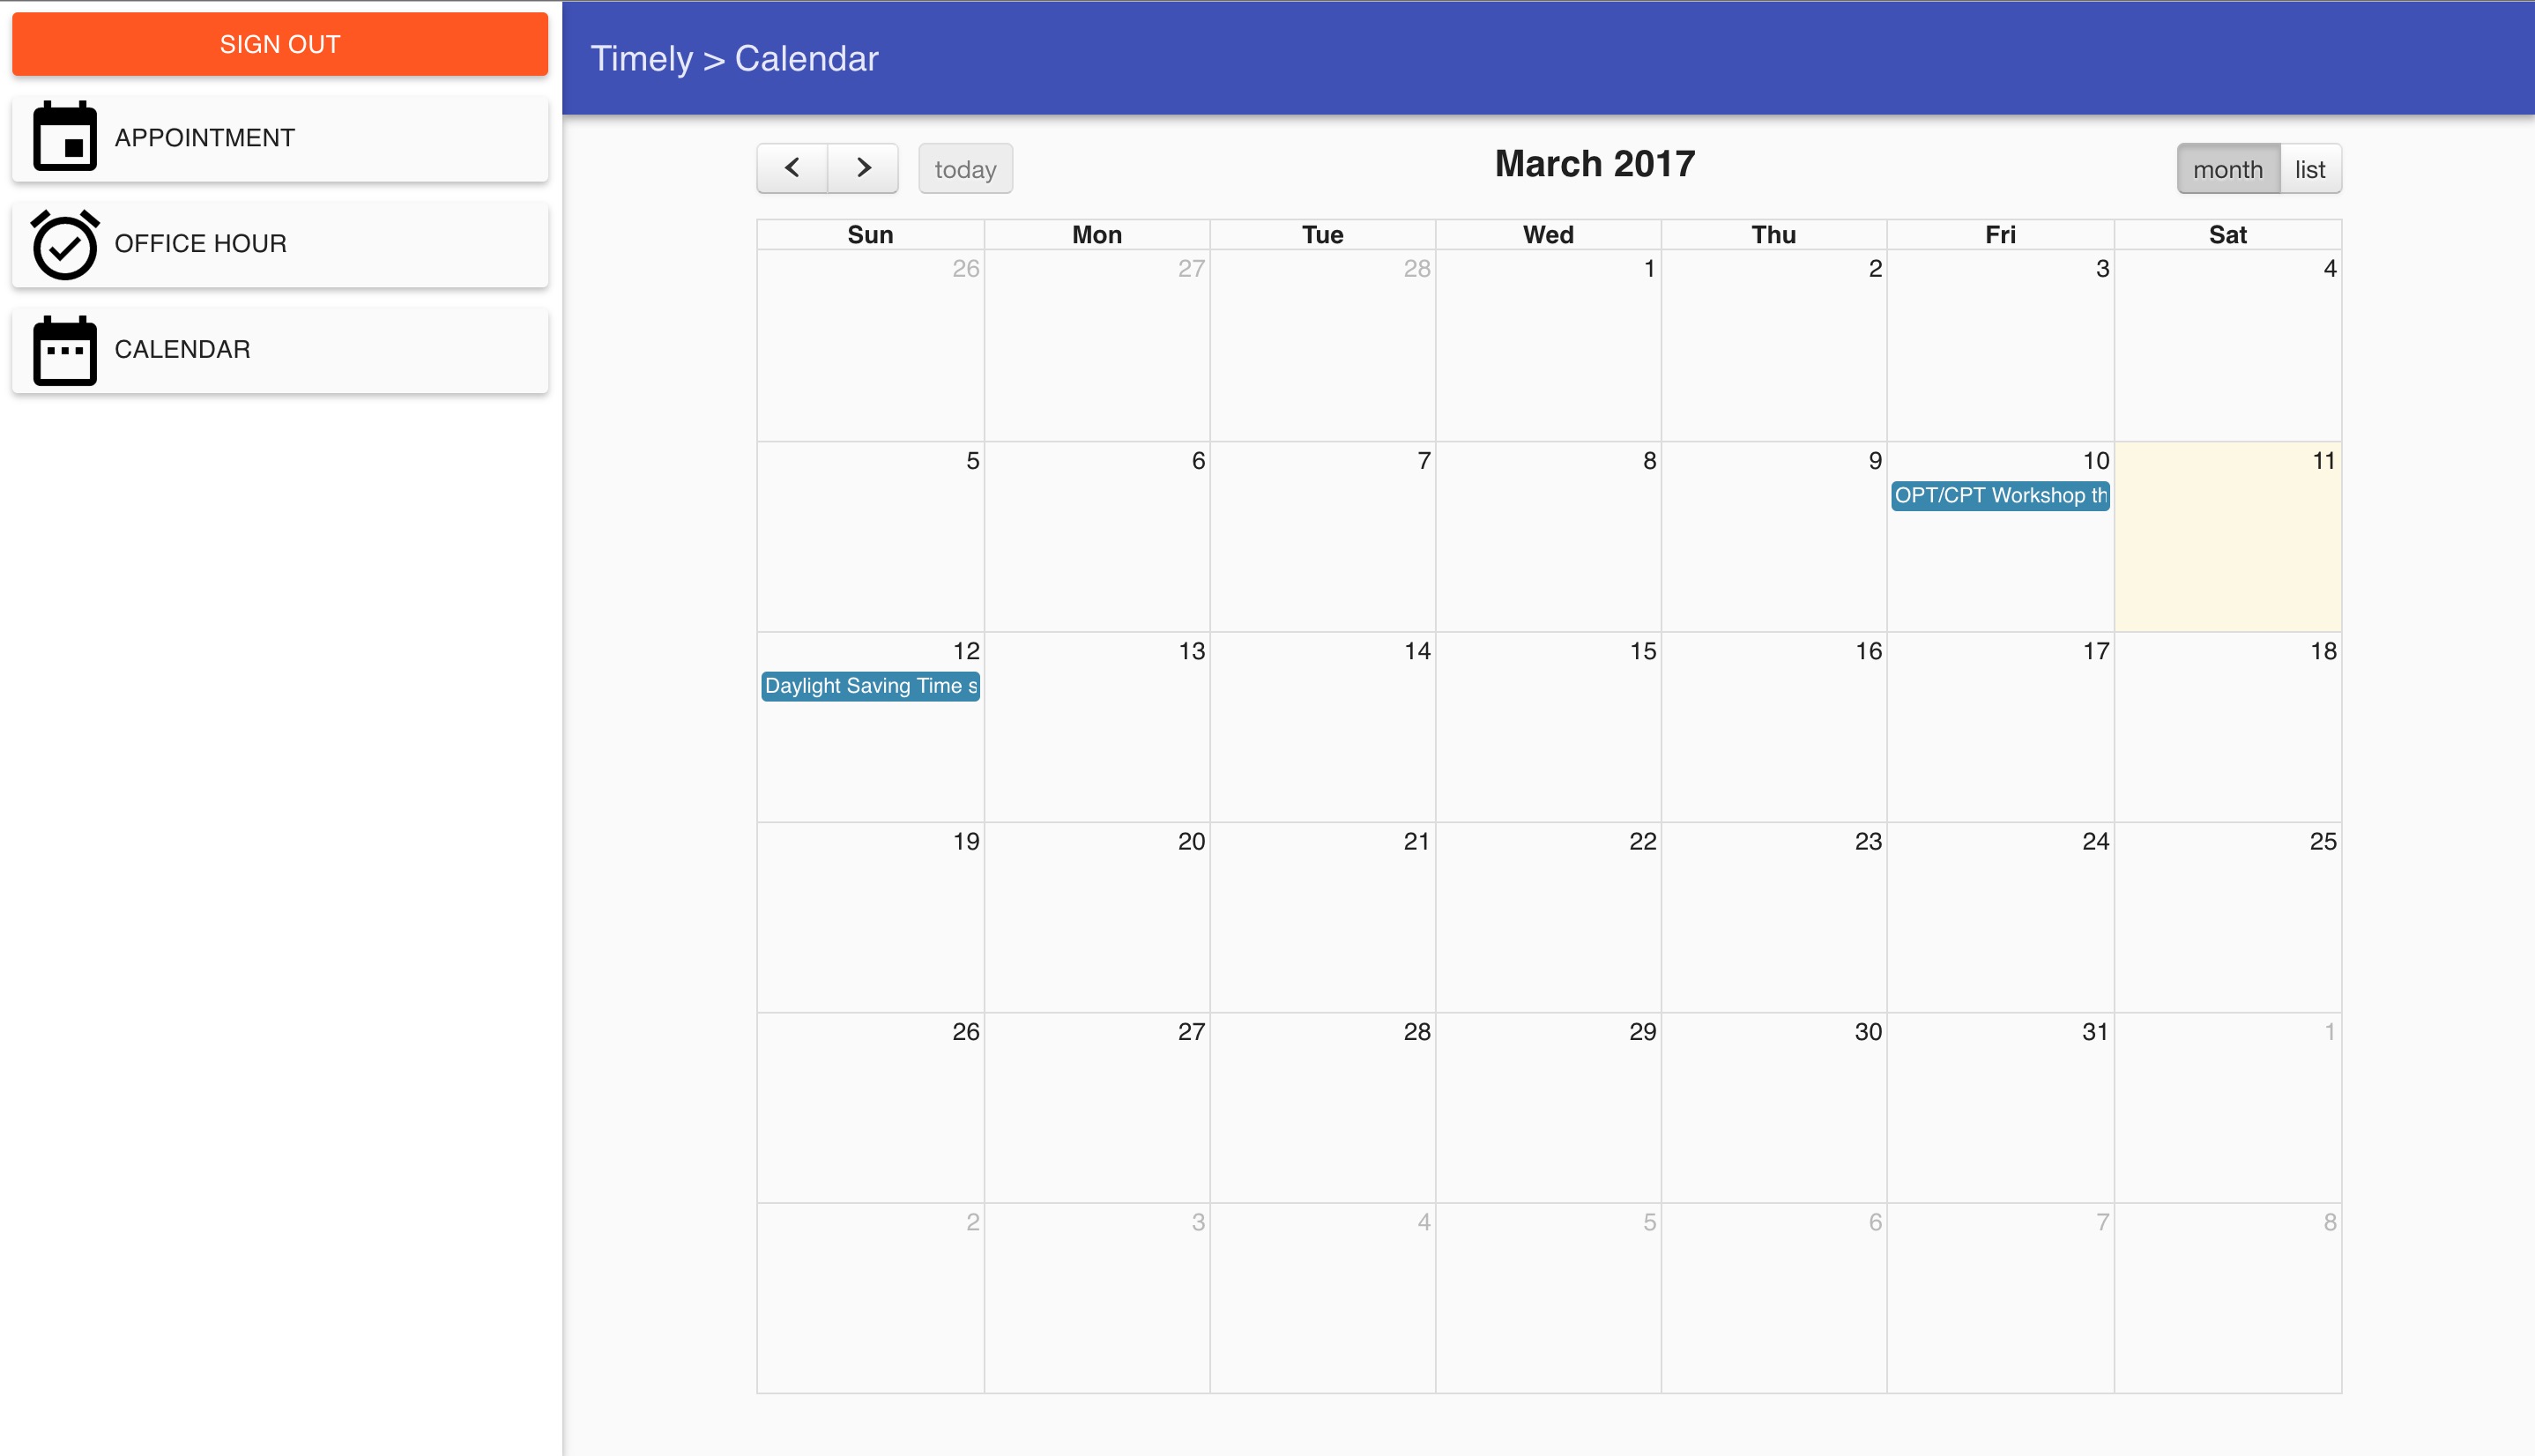 SIGN OUT
APPOINTMENT
OFFICE HOUR
CALENDAR
Timely > Calendar
today
March 2017
month list
Sun Mon Tue Wed Thu Fri Sat
26 27 28 1 2 3 4
5 6 7 8 9 10 11
OPT/CPT Workshop th
12 13 14 15 16 17 18
Daylight Saving Time s
19 20 21 22 23 24 25
26 27 28 29 30 31 1
2 3 4 5 6 7 8